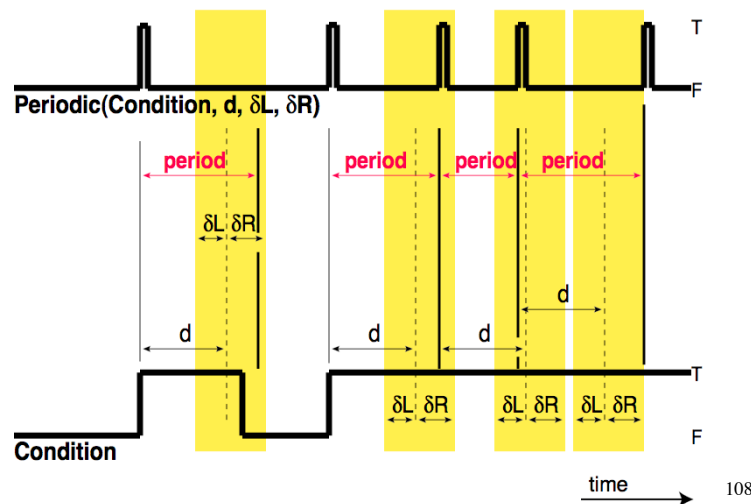 T
F
Periodic(Condition, d, δL, δR)
period period period period
δL δR
d
d d d
T
δL δR δL δR δL δR
F
Condition
time
108